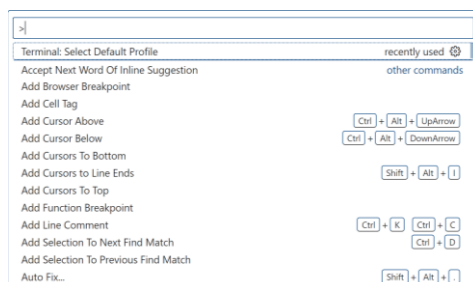 >
Terminal: Select Default Profile recently used
Accept Next Word Of Inline Suggestion other commands
Add Browser Breakpoint
Add Cell Tag
Add Cursor Above Ctrl + Alt + UpArrow
Add Cursor Below Ctrl + Alt + DownArrow
Add Cursors To Bottom
Add Cursors to Line Ends Shift + Alt + I
Add Cursors To Top
Add Function Breakpoint
Add Line Comment Ctrl + K Ctrl + C
Add Selection To Next Find Match Ctrl + D
Add Selection To Previous Find Match
Auto Fix... Shift + Alt + .